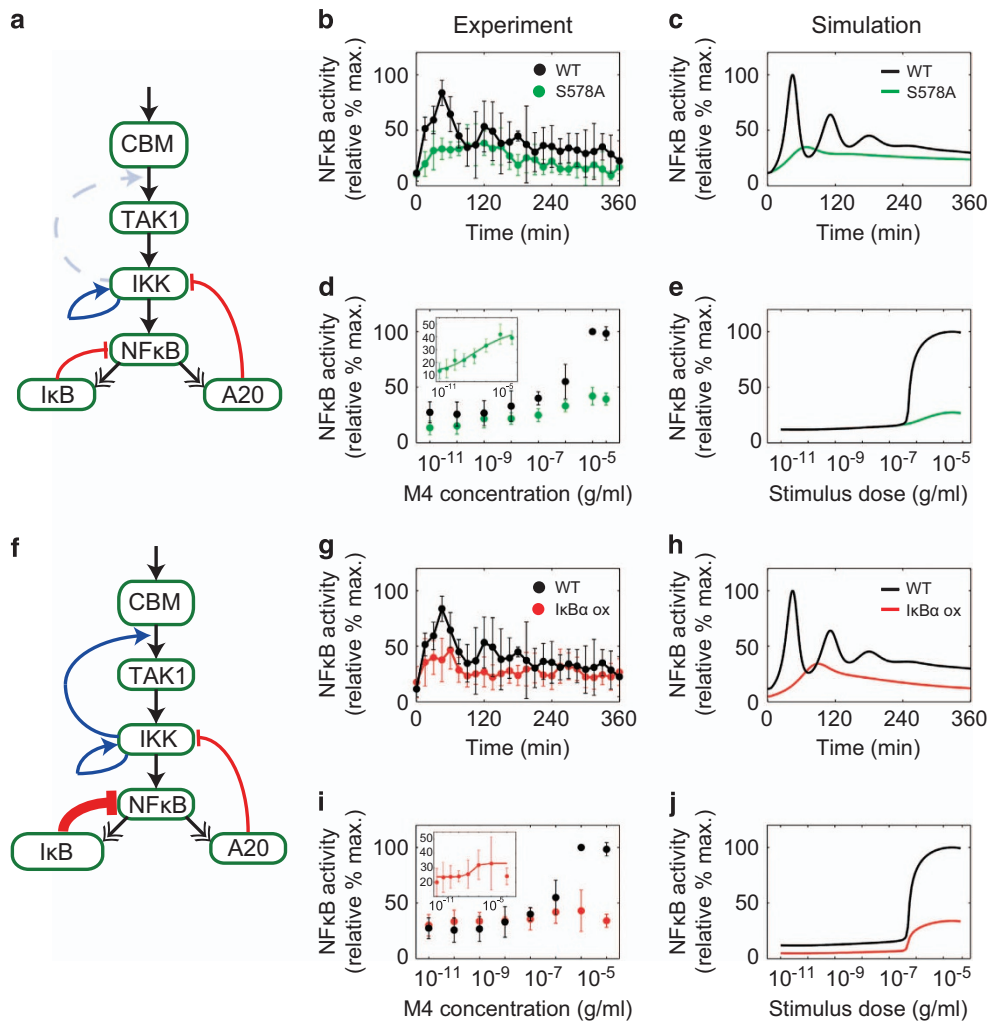 a
CBM
TAK1
IKK
NFκB
IκB
A20
Experiment
Simulation
b
NFκB activity
(relative % max.)
100
50
0
WT
S578A
0
120
240
360
Time (min)
c
NFκB activity
(relative % max.)
100
50
0
WT
S578A
0
120
240
360
Time (min)
d
NFκB activity
(relative % max.)
100
50
0
50
40
30
20
10
10⁻¹¹
10⁻⁵
10⁻¹¹
10⁻⁹
10⁻⁷
10⁻⁵
M4 concentration (g/ml)
e
NFκB activity
(relative % max.)
100
50
0
10⁻¹¹
10⁻⁹
10⁻⁷
10⁻⁵
Stimulus dose (g/ml)
f
CBM
TAK1
IKK
NFκB
IκB
A20
g
NFκB activity
(relative % max.)
100
50
0
WT
IκBα ox
0
120
240
360
Time (min)
h
NFκB activity
(relative % max.)
100
50
0
WT
IκBα ox
0
120
240
360
Time (min)
i
NFκB activity
(relative % max.)
100
50
0
50
40
30
20
10⁻¹¹
10⁻⁵
10⁻¹¹
10⁻⁹
10⁻⁷
10⁻⁵
M4 concentration (g/ml)
j
NFκB activity
(relative % max.)
100
50
0
10⁻¹¹
10⁻⁹
10⁻⁷
10⁻⁵
Stimulus dose (g/ml)